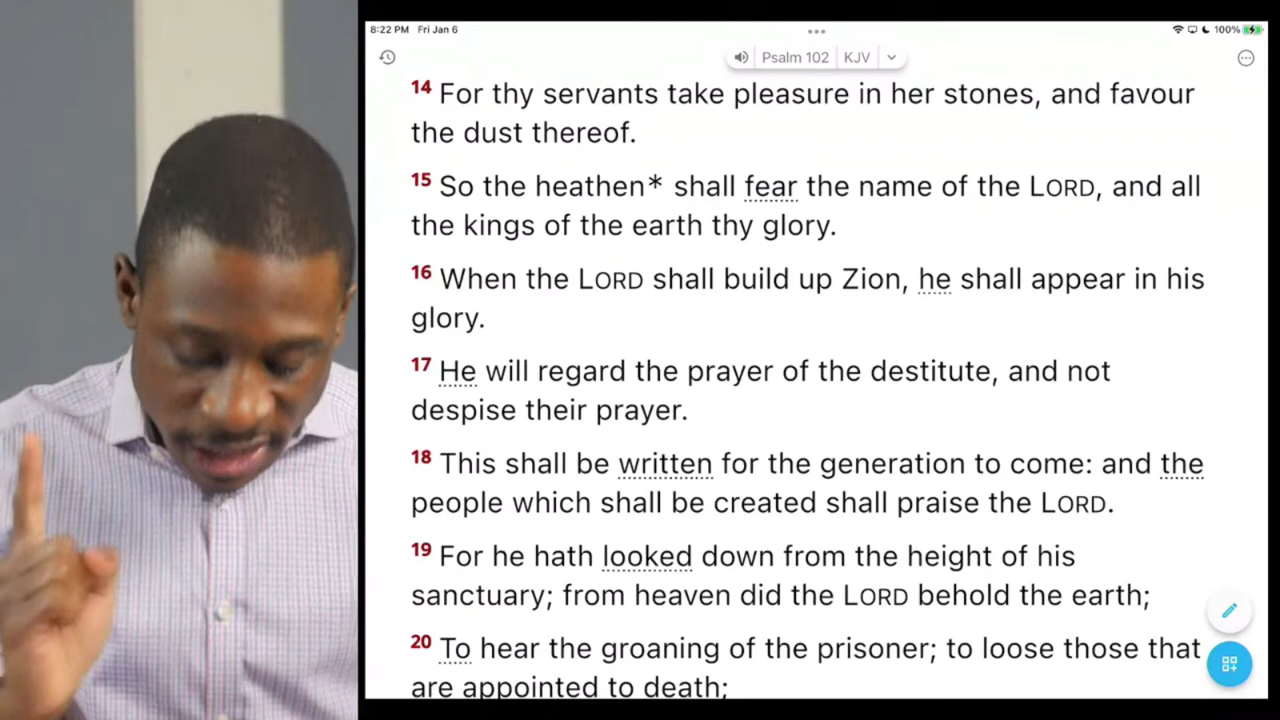 8:22 PM Fri Jan 6
100%
Psalm 102 KJV
14 For thy servants take pleasure in her stones, and favour
the dust thereof.
15 So the heathen* shall fear the name of the LORD, and all
the kings of the earth thy glory.
16 When the LORD shall build up Zion, he shall appear in his
glory.
17 He will regard the prayer of the destitute, and not
despise their prayer.
18 This shall be written for the generation to come: and the
people which shall be created shall praise the LORD.
19 For he hath looked down from the height of his
sanctuary; from heaven did the LORD behold the earth;
20 To hear the groaning of the prisoner; to loose those that
are appointed to death;